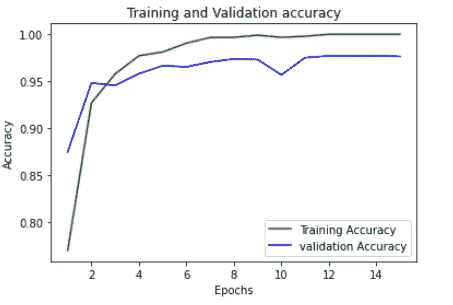 Training and Validation accuracy
1.00
0.95
0.90
0.85
0.80
Accuracy
Training Accuracy
validation Accuracy
2
4
6
8
10
12
14
Epochs